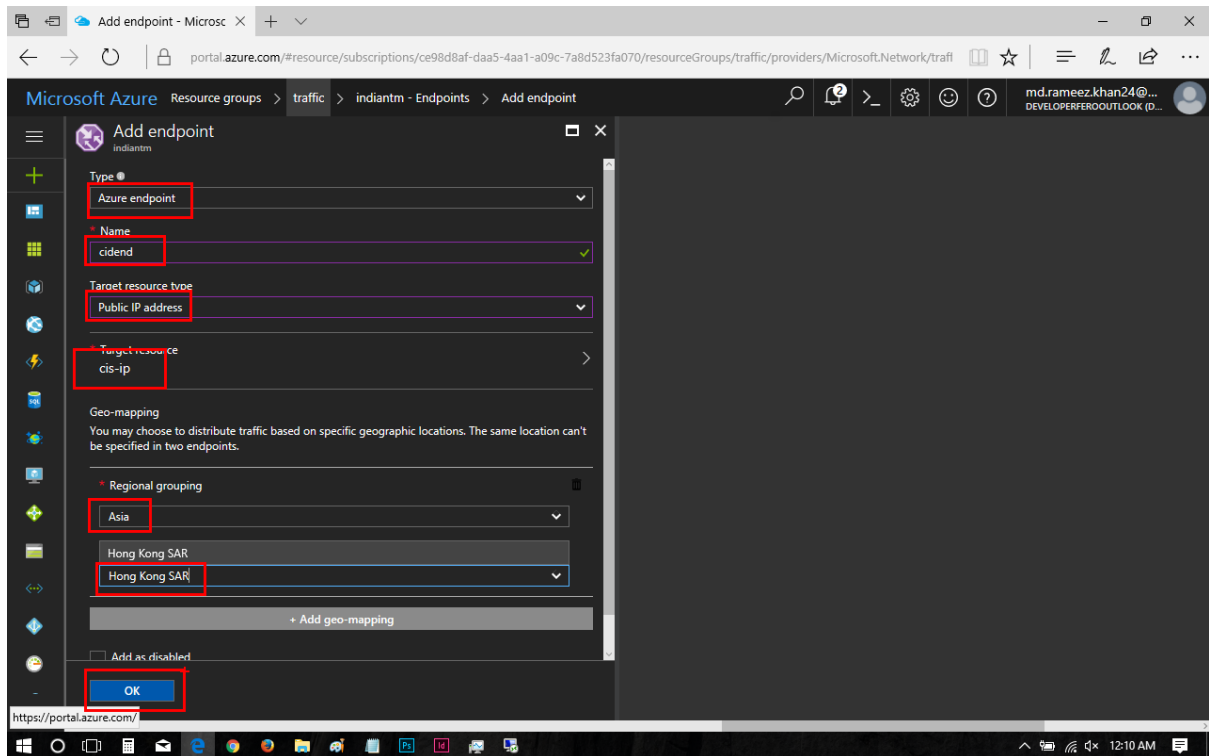 Add endpoint - Microsc
portal.azure.com/#resource/subscriptions/ce98d8af-daa5-4aa1-a09c-7a8d523fa070/resourceGroups/traffic/providers/Microsoft.Network/trafl
Microsoft Azure Resource groups > traffic > indiantm - Endpoints > Add endpoint
2
md.rameez.khan24@...
DEVELOPERFEROOUTLOOK (D...
Add endpoint
indiantm
Type
Azure endpoint
* Name
cidend
Target resource type
Public IP address
* Target resource
cis-ip
Geo-mapping
You may choose to distribute traffic based on specific geographic locations. The same location can't
be specified in two endpoints.
* Regional grouping
Asia
Hong Kong SAR
Hong Kong SAR
+ Add geo-mapping
Add as disabled
OK
https://portal.azure.com/
12:10 AM